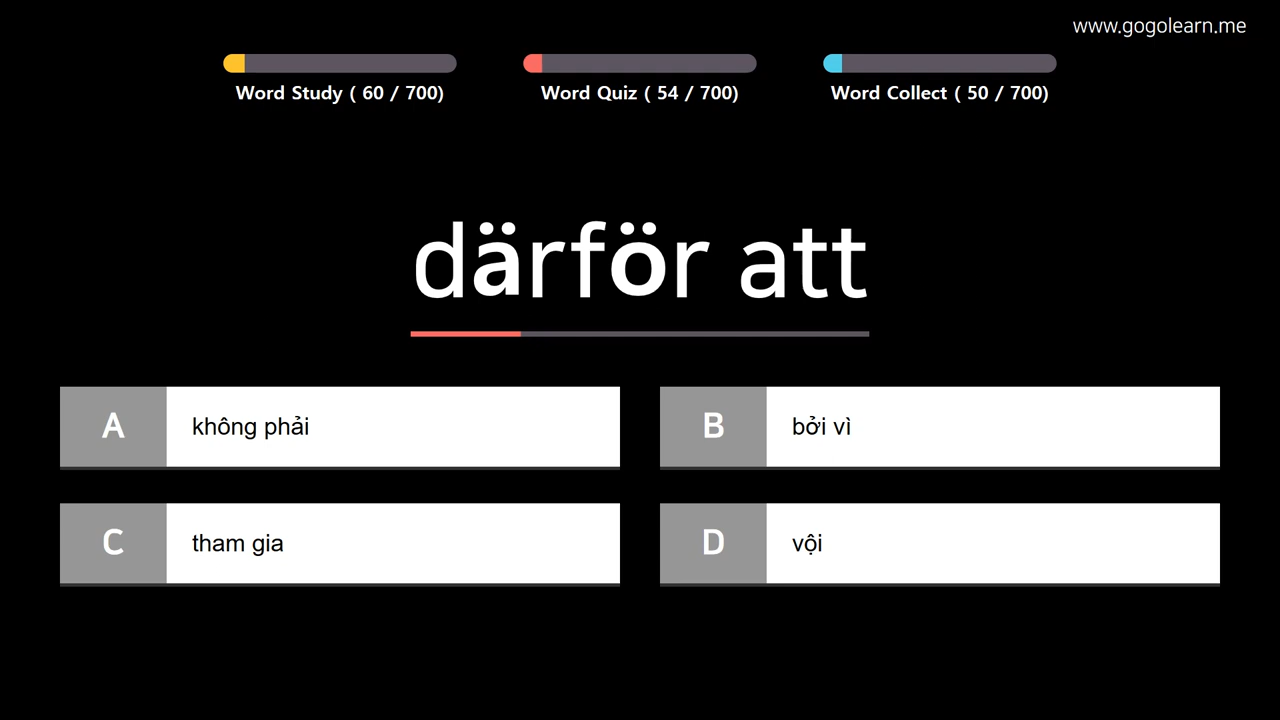 www.gogolearn.me
Word Study ( 60 / 700)
Word Quiz ( 54 / 700)
Word Collect ( 50 / 700)
därför att
A không phải
B bởi vì
C tham gia
D vội